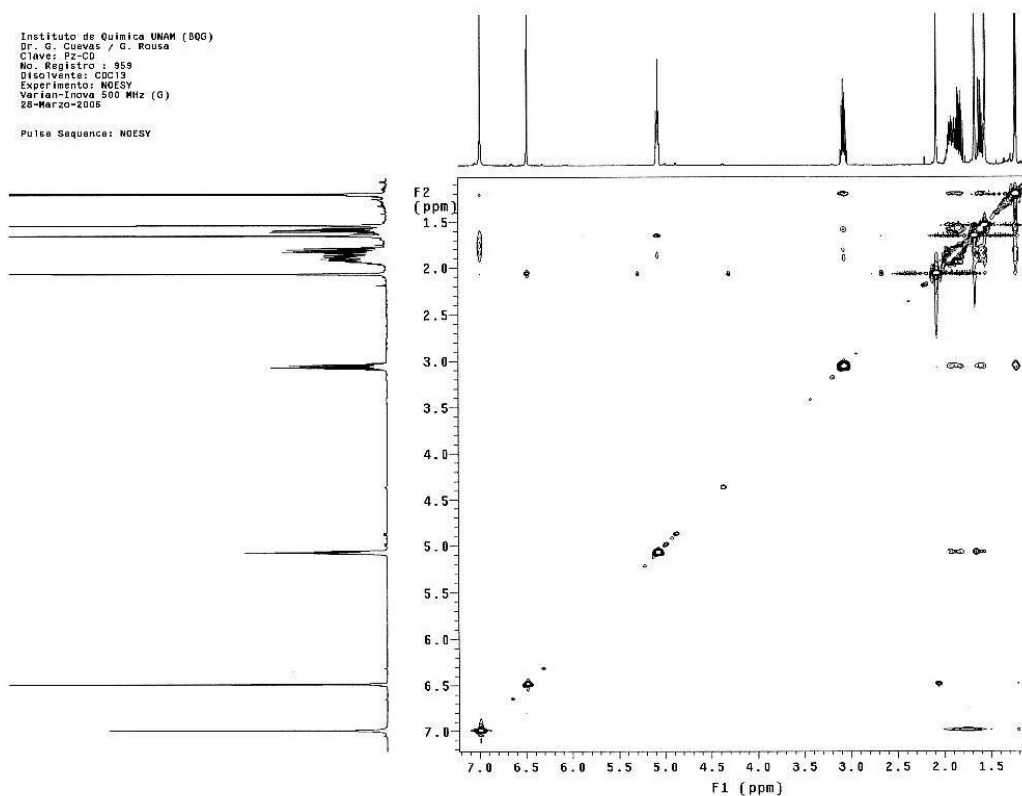 Instituto de Quimica UNAM (BQG)
Dr. G. Cuevas / G. Rousa
Clave: Pz-CD
No. Registro : 959
Disolvente: CDCl3
Experimento: NOESY
Varian-Inova 500 MHz (G)
28-Marzo-2006
Pulse Sequence: NOESY
F2
(ppm)
1.5
2.0
2.5
3.0
3.5
4.0
4.5
5.0
5.5
6.0
6.5
7.0
7.0 6.5 6.0 5.5 5.0 4.5 4.0 3.5 3.0 2.5 2.0 1.5
F1 (ppm)